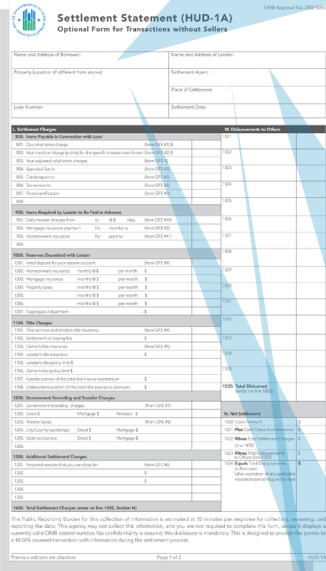 OMB Approval No. 2502-
Settlement Statement (HUD-1A)
Optional Form for Transactions without Sellers
Name and Address of Borrower:
Name and Address of Lender:
Property Location: (if different from above)
Settlement Agent:
Place of Settlement:
Loan Number:
Settlement Date:
L. Settlement Charges
M. Disbursements to Others
800. Items Payable in Connection with Loan
1501.
801. Our origination charge (from GFE #1) $
802. Your credit or charge (points) for the specific interest rate chosen (from GFE #2) $
1502.
803. Your adjusted origination charges (from GFE
804. Appraisal fee to (from GFE
1503.
805. Credit report to (from GFE
806. Tax service to (from GFE
1504.
807. Flood certification (from GFE
808.
1505.
900. Items Required by Lender to Be Paid in Advance
901. Daily interest charges from to @ $ /day (from GFE #10)
1506.
902. Mortgage insurance premium for months to (from GFE #3)
903. Homeowner's insurance for years to (from GFE #11)
1507.
904.
1508.
1000. Reserves Deposited with Lender
1001. Initial deposit for your escrow account (from GFE #9)
1002. Homeowner's insurance months @ $ per month $
1509.
1003. Mortgage insurance months @ $ per month $
1004. Property taxes months @ $ per month $
1510.
1005. months @ $ per month $
1006. months @ $ per month $
1511.
1007. Aggregate Adjustment -$
1512.
1100. Title Charges
1101. Title services and lender's title insurance (from GFE #4)
1102. Settlement or closing fee $
1513.
1103. Owner's title insurance (from GFE #5)
1104. Lender's title insurance $
1514.
1105. Lender's title policy limit $
1106. Owner's title policy limit $
1515.
1107. Agent's portion of the total title insurance premium $
1108. Underwriter's portion of the total title insurance premium $
1520. Total Disbursed
(enter on line 1603)
1200. Government Recording and Transfer Charges
1201. Government recording charges (from GFE #7)
1202. Deed $ Mortgage $ Releases $
N. Net Settlement
1203. Transfer taxes (from GFE #8)
1600. Loan Amount $
1204. City/County tax/stamps Deed $ Mortgage $
1601. Plus Cash/Check from Borrower $
1205. State tax/stamps Deed $ Mortgage $
1602. Minus Total Settlement Charges $
(line 1400)
1206.
1300. Additional Settlement Charges
1603. Minus Total Disbursements
to Others (line 1520) $
1301. Required services that you can shop for (from GFE #6)
1604. Equals Total Disbursements $
to Borrower
(after expiration of any applicable
rescission period required by law)
1302. $
1303. $
1304.
1305.
1400. Total Settlement Charges (enter on line 1602, Section N)
The Public Reporting Burden for this collection of information is estimated at 35 minutes per response for collecting, reviewing, and
reporting the data. This agency may not collect this information, and you are not required to complete this form, unless it displays a
currently valid OMB control number. No confidentiality is assured; this disclosure is mandatory. This is designed to provide the parties to
a RESPA covered transaction with information during the settlement process.
Previous editions are obsolete
Page 1 of 2
HUD-1A